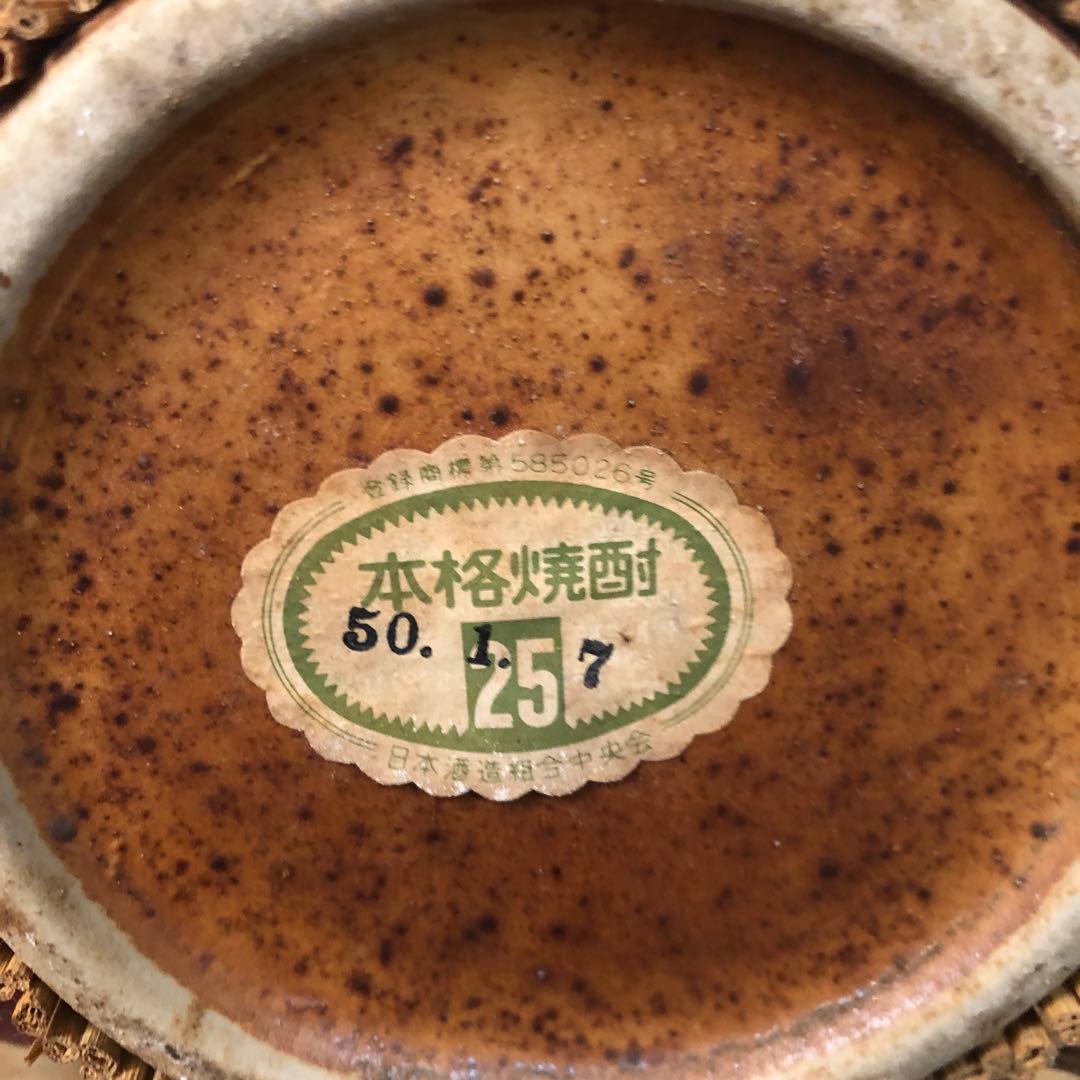 登録商標第585026号
本格焼酎
50. 1. 7
25
日本酒造組合中央会